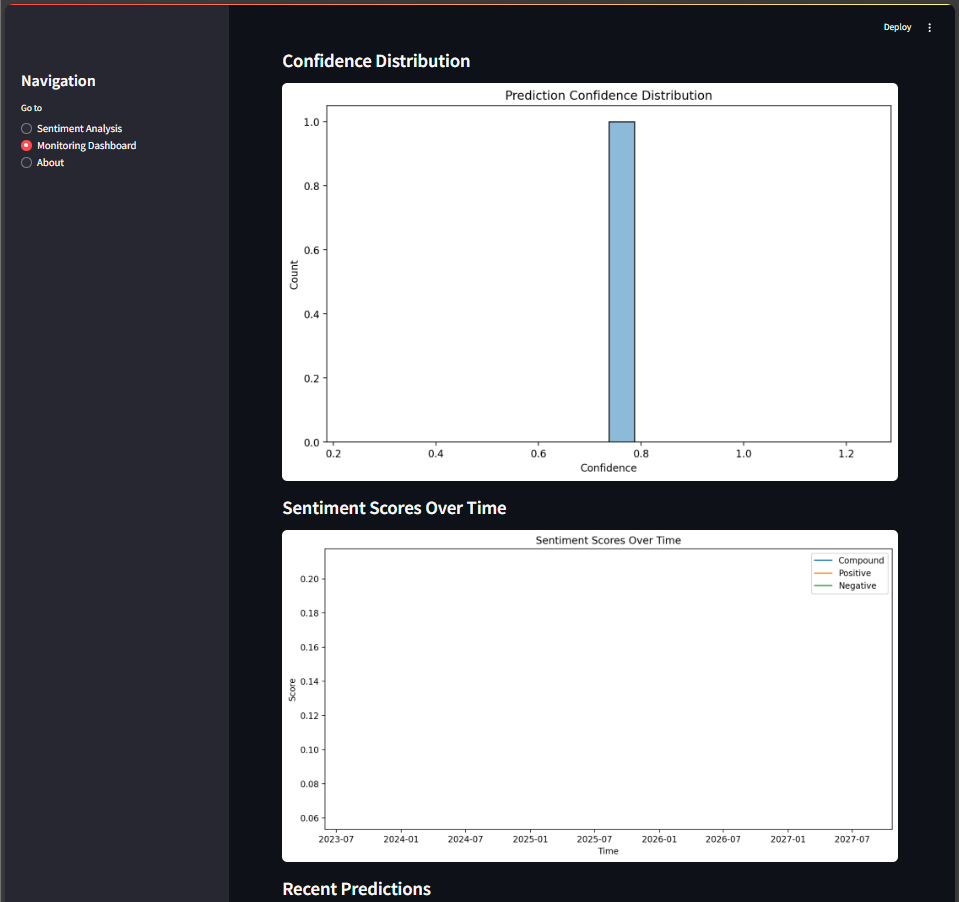 Deploy
Navigation
Go to
Sentiment Analysis
Monitoring Dashboard
About
Confidence Distribution
Prediction Confidence Distribution
1.0
0.8
0.6
0.4
0.2
0.0
Count
0.2 0.4 0.6 0.8 1.0 1.2
Confidence
Sentiment Scores Over Time
Sentiment Scores Over Time
Compound
Positive
Negative
0.20
0.18
0.16
0.14
0.12
0.10
0.08
0.06
Score
2023-07 2024-01 2024-07 2025-01 2025-07 2026-01 2026-07 2027-01 2027-07
Time
Recent Predictions